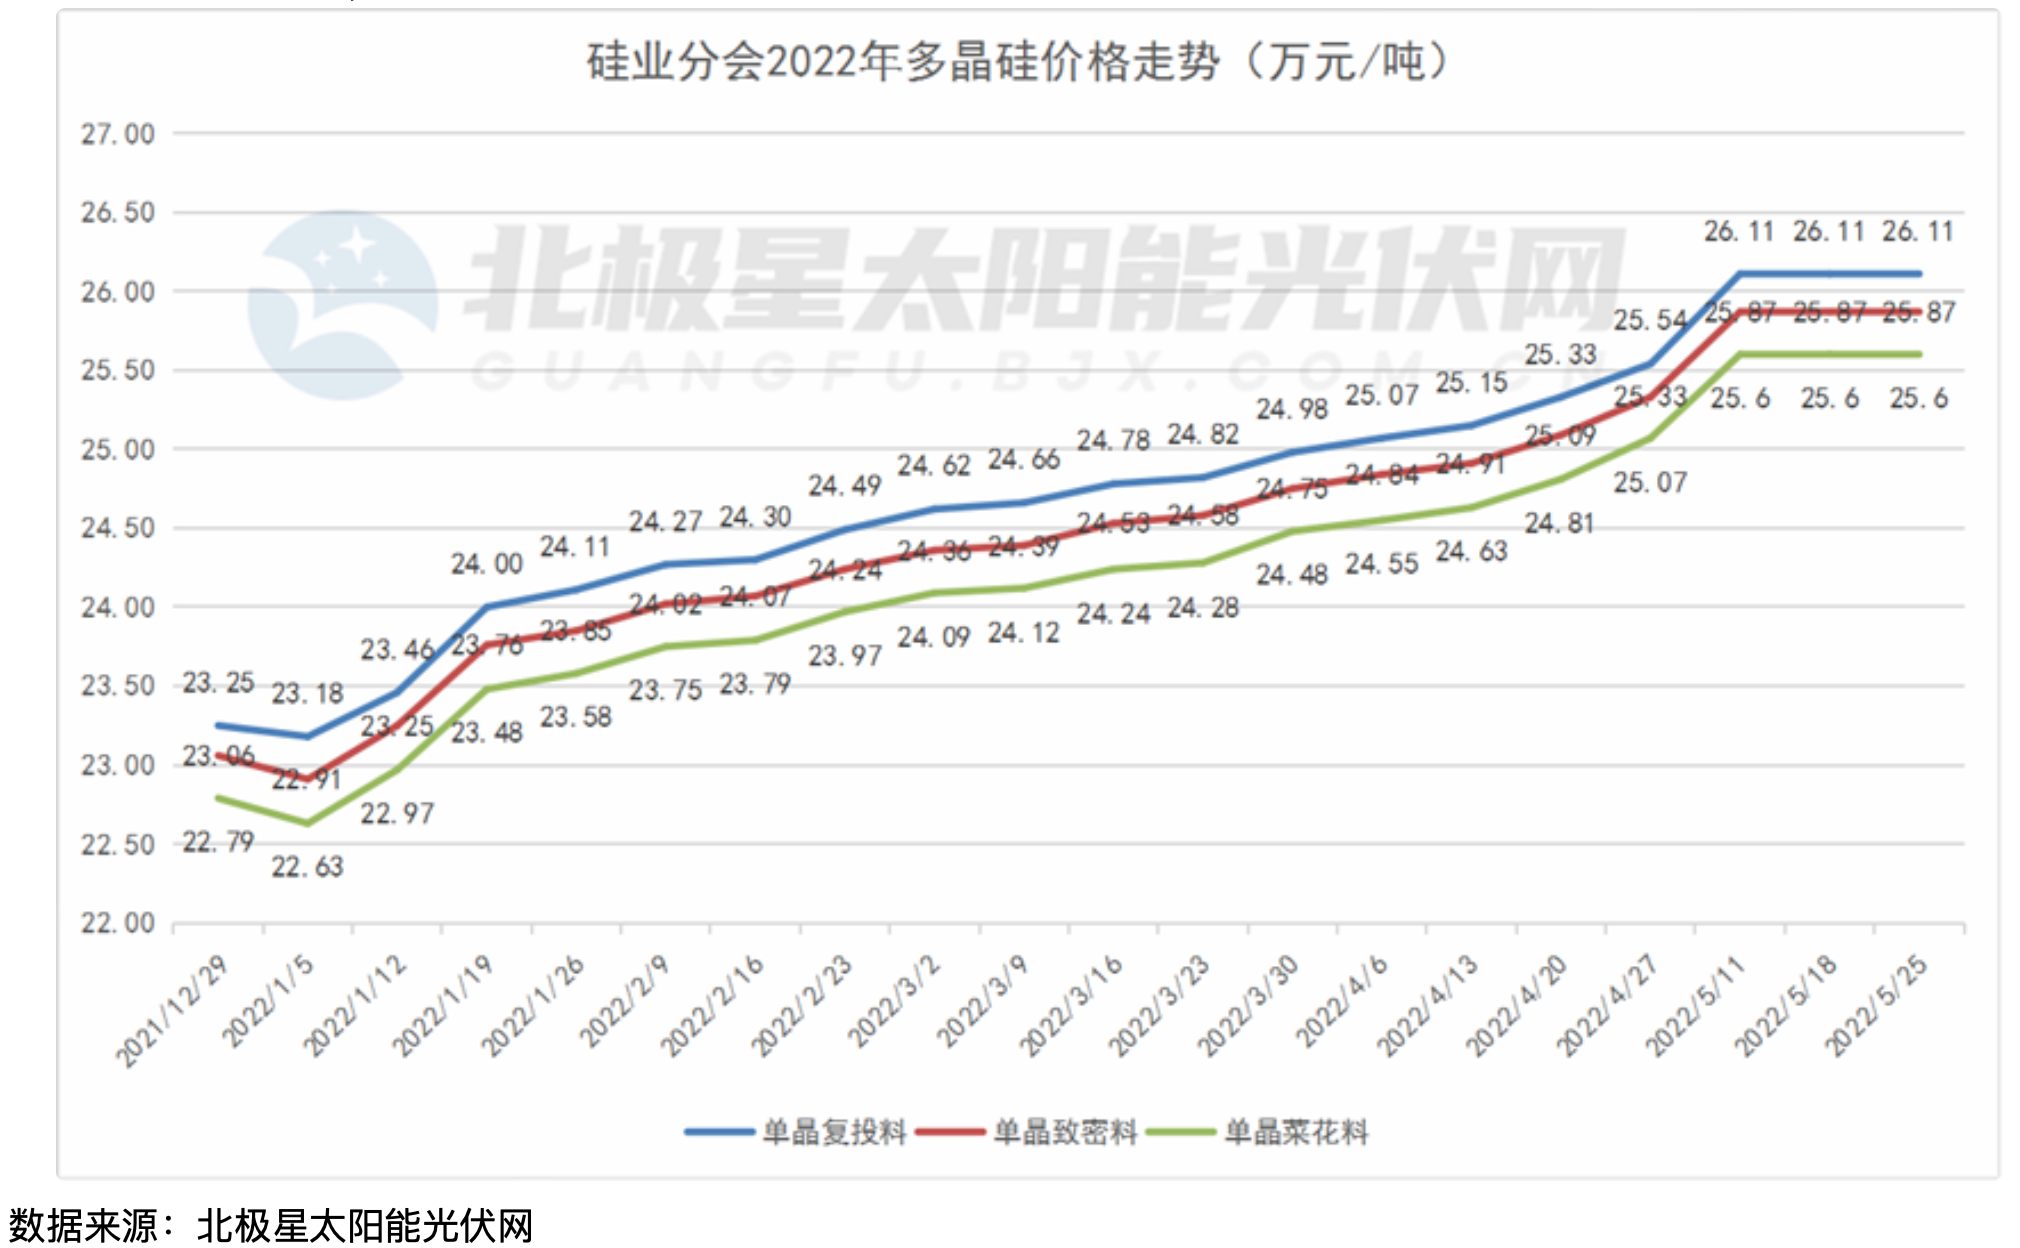 硅业分会2022年多晶硅价格走势（万元/吨）
27.00
26.50
26.00
25.50
25.00
24.50
24.00
23.50
23.00
22.50
22.00
北极星太阳能光伏网
GUANGFU.BJX.COM.CN
23.25 23.18 23.46 24.00 24.11 24.27 24.30 24.49 24.62 24.66 24.78 24.82 24.98 25.07 25.15 25.33 25.54 26.11 26.11 26.11
23.06 22.91 23.25 23.76 23.85 24.02 24.07 24.24 24.36 24.39 24.53 24.58 24.75 24.84 24.91 25.09 25.33 25.87 25.87 25.87
22.79 22.63 22.97 23.48 23.58 23.75 23.79 23.97 24.09 24.12 24.24 24.28 24.48 24.55 24.63 24.81 25.07 25.6 25.6 25.6
2021/12/29 2022/1/5 2022/1/12 2022/1/19 2022/1/26 2022/2/9 2022/2/16 2022/2/23 2022/3/2 2022/3/9 2022/3/16 2022/3/23 2022/3/30 2022/4/6 2022/4/13 2022/4/20 2022/4/27 2022/5/11 2022/5/18 2022/5/25
单晶复投料 单晶致密料 单晶菜花料
数据来源：北极星太阳能光伏网